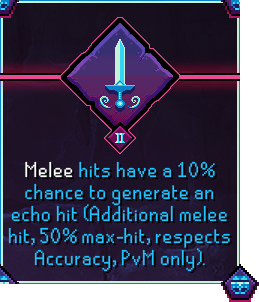 II
Melee hits have a 10%
chance to generate an
echo hit (Additional melee
hit, 50% max-hit, respects
Accuracy, PvM only).